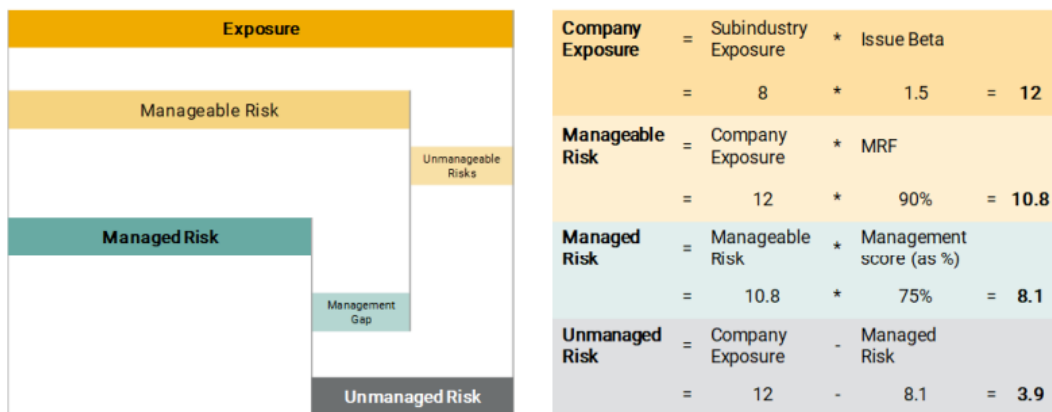 Exposure
Manageable Risk
Unmanageable
Risks
Managed Risk
Management
Gap
Unmanaged Risk
Company Exposure = Subindustry Exposure * Issue Beta
= 8 * 1.5 = 12
Manageable Risk = Company Exposure * MRF
= 12 * 90% = 10.8
Managed Risk = Manageable Risk * Management score (as %)
= 10.8 * 75% = 8.1
Unmanaged Risk = Company Exposure - Managed Risk
= 12 - 8.1 = 3.9